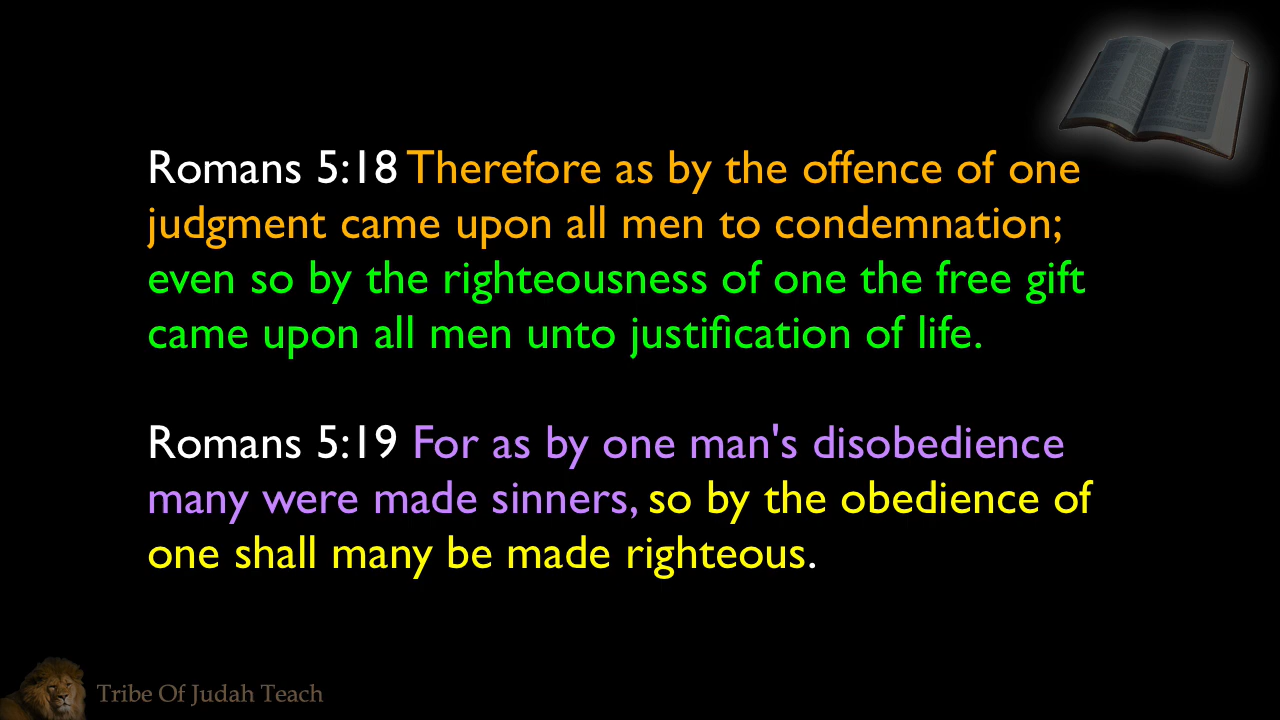 Romans 5:18 Therefore as by the offence of one
judgment came upon all men to condemnation;
even so by the righteousness of one the free gift
came upon all men unto justification of life.
Romans 5:19 For as by one man's disobedience
many were made sinners, so by the obedience of
one shall many be made righteous.
Tribe Of Judah Teach